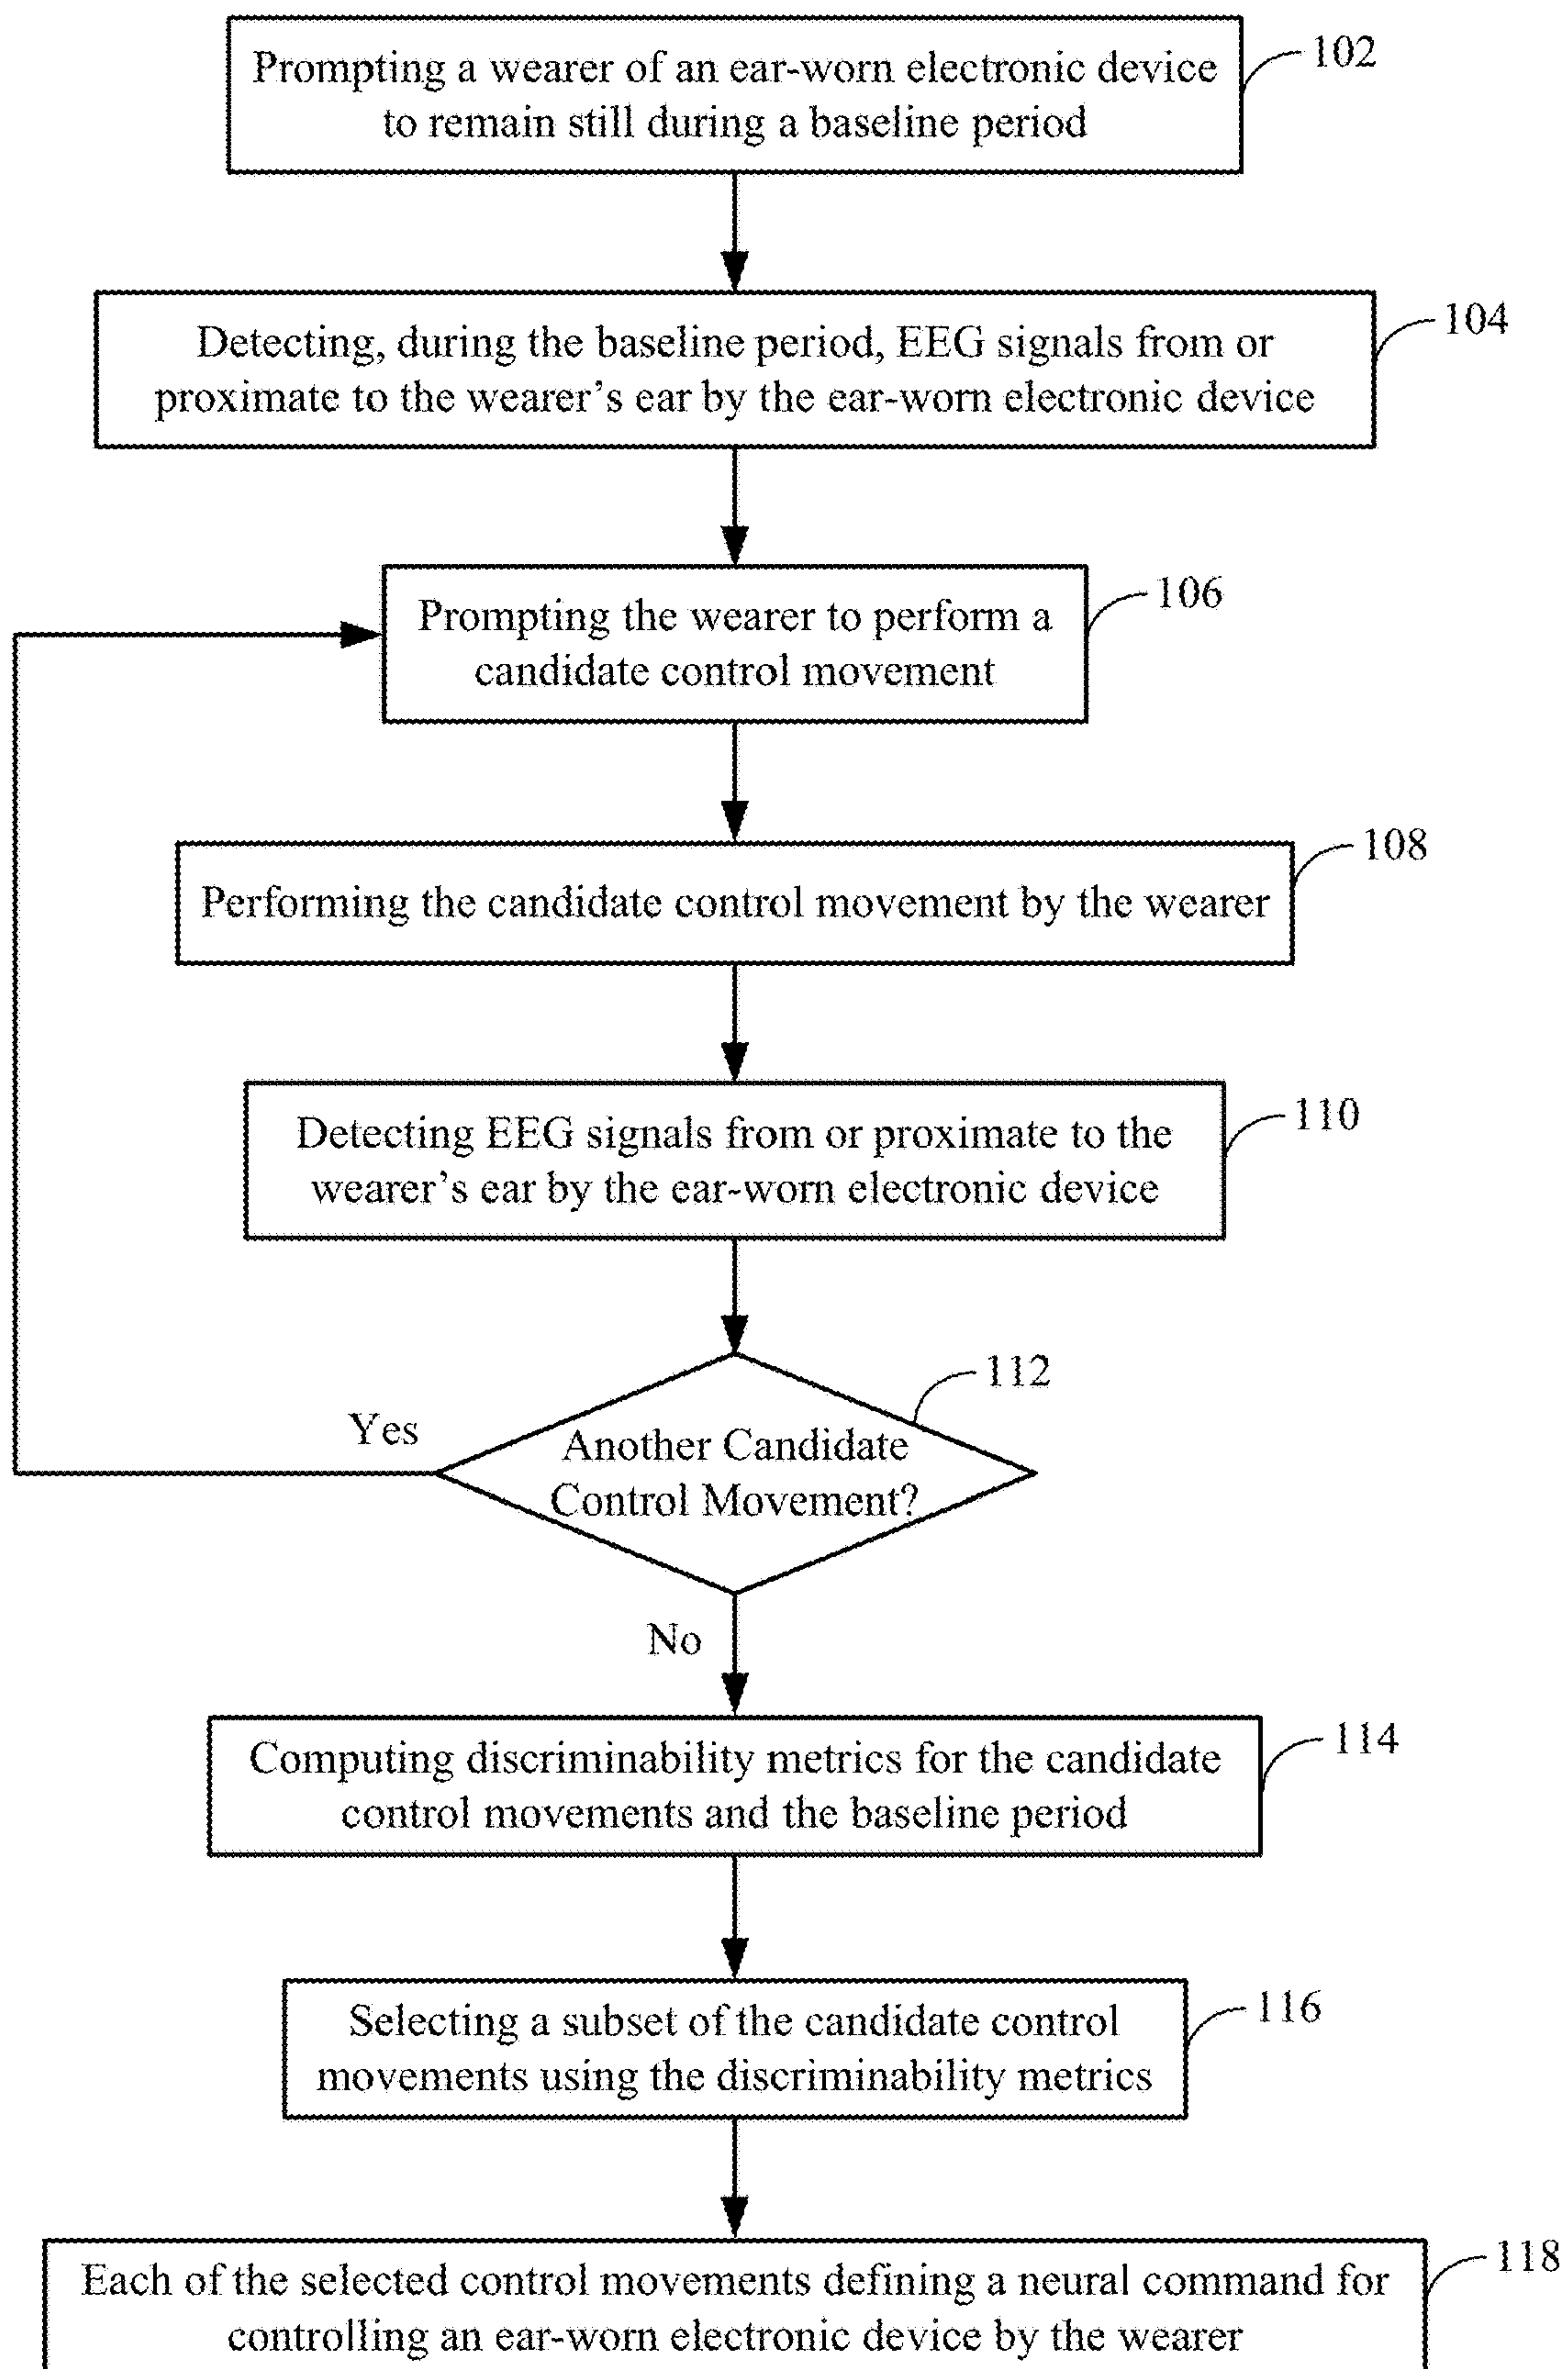 Prompting a wearer of an ear-worn electronic device
to remain still during a baseline period
102
Detecting, during the baseline period, EEG signals from or
proximate to the wearer's ear by the ear-worn electronic device
104
Prompting the wearer to perform a
candidate control movement
106
Performing the candidate control movement by the wearer
108
Detecting EEG signals from or proximate to the
wearer's ear by the ear-worn electronic device
110
Another Candidate
Control Movement?
112
Yes
No
Computing discriminability metrics for the candidate
control movements and the baseline period
114
Selecting a subset of the candidate control
movements using the discriminability metrics
116
Each of the selected control movements defining a neural command for
controlling an ear-worn electronic device by the wearer
118